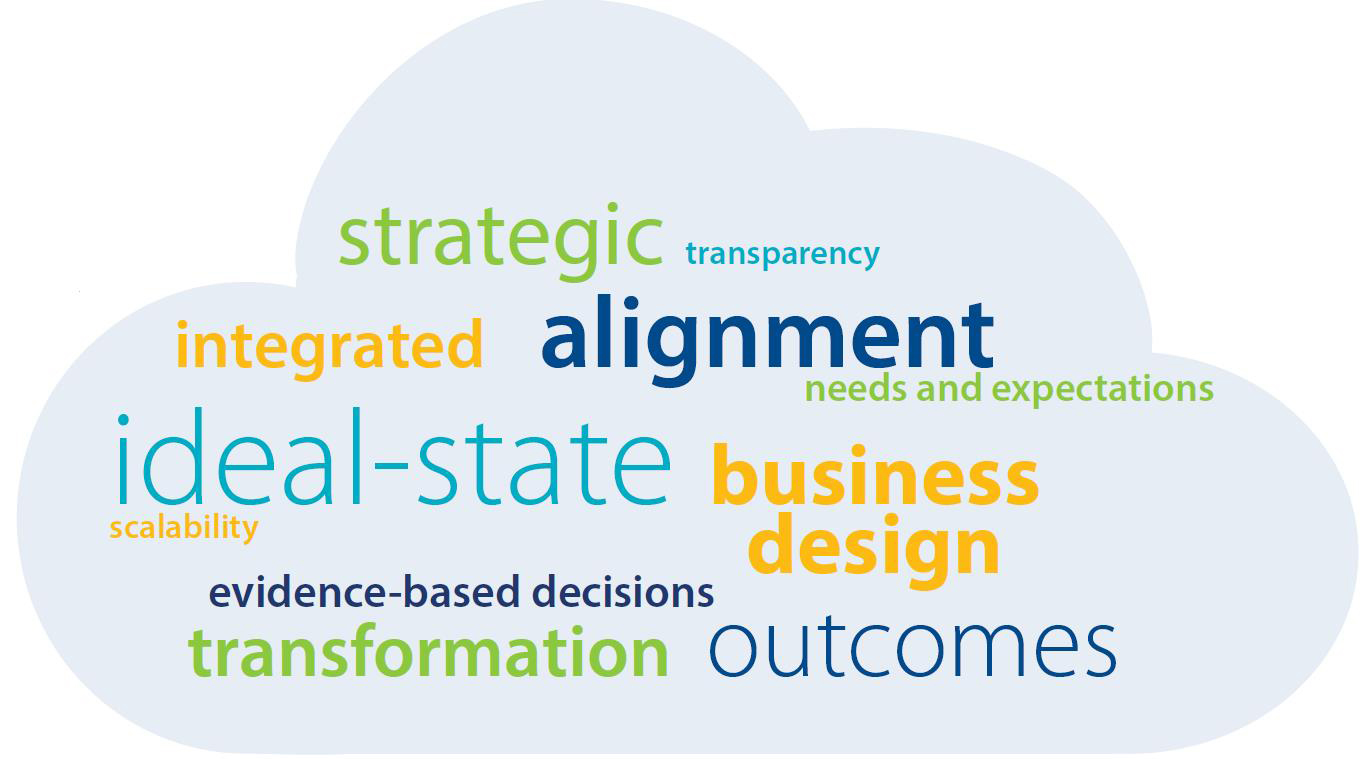 strategic transparency
integrated alignment
needs and expectations
ideal-state business
design
scalability
evidence-based decisions
transformation outcomes